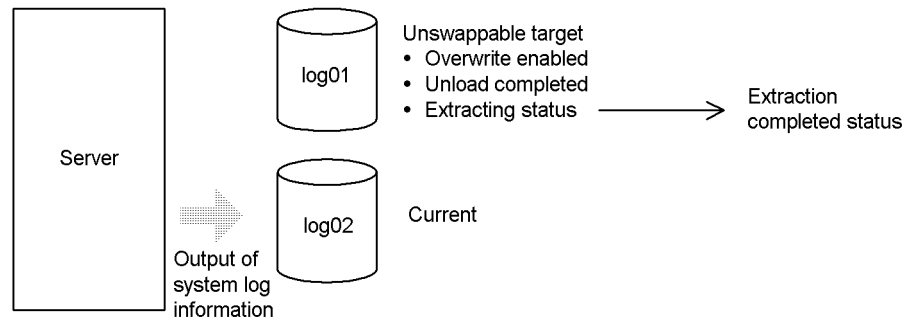 Unswappable target
• Overwrite enabled
• Unload completed
• Extracting status
log01
Extraction
completed status
Server
log02
Current
Output of
system log
information